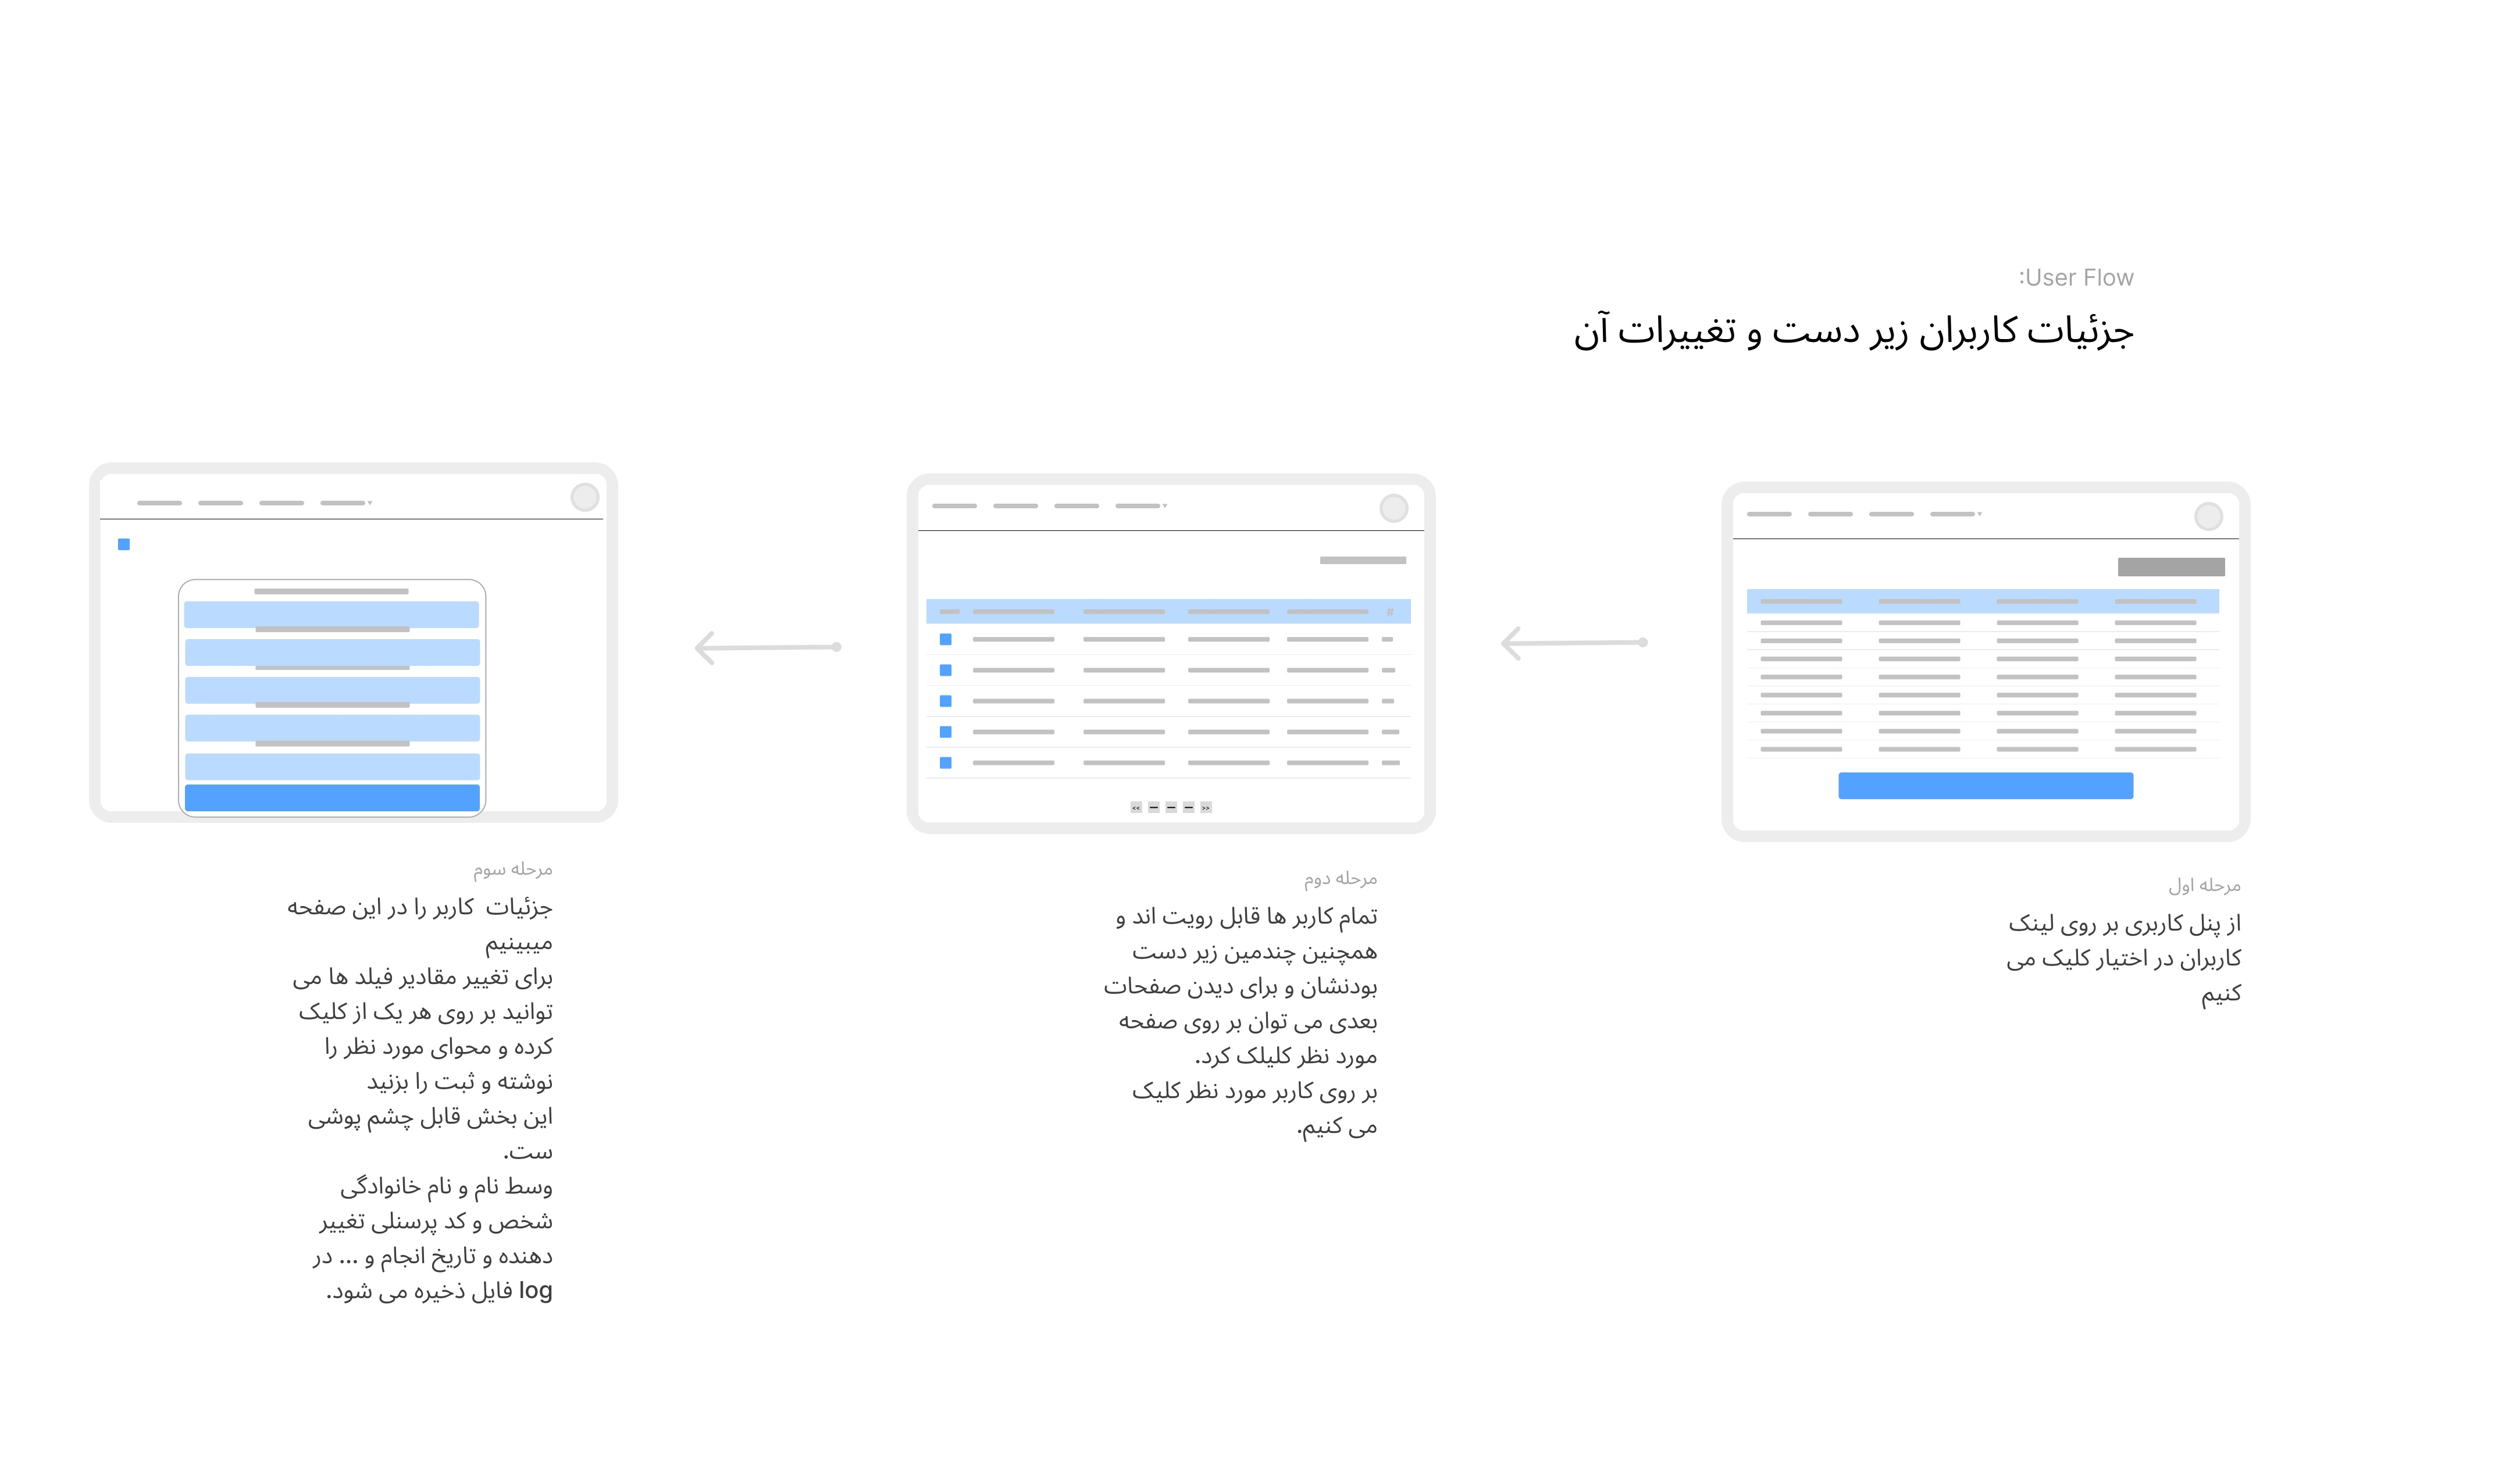 User Flow:
جزئیات کاربران زیر دست و تغییرات آن
#
<<
>>
مرحله اول
از پنل کاربری بر روی لینک
کاربران در اختیار کلیک می
کنیم
مرحله دوم
تمام کاربر ها قابل رویت اند و
همچنین چندمین زیر دست
بودنشان و برای دیدن صفحات
بعدی می توان بر روی صفحه
مورد نظر کلیلک کرد.
بر روی کاربر مورد نظر کلیک
می کنیم.
مرحله سوم
جزئیات کاربر را در این صفحه
میبینیم
برای تغییر مقادیر فیلد ها می
توانید بر روی هر یک از کلیک
کرده و محوای مورد نظر را
نوشته و ثبت را بزنید
این بخش قابل چشم پوشی
ست.
وسط نام و نام خانوادگی
شخص و کد پرسنلی تغییر
دهنده و تاریخ انجام و ... در
log فایل ذخیره می شود.